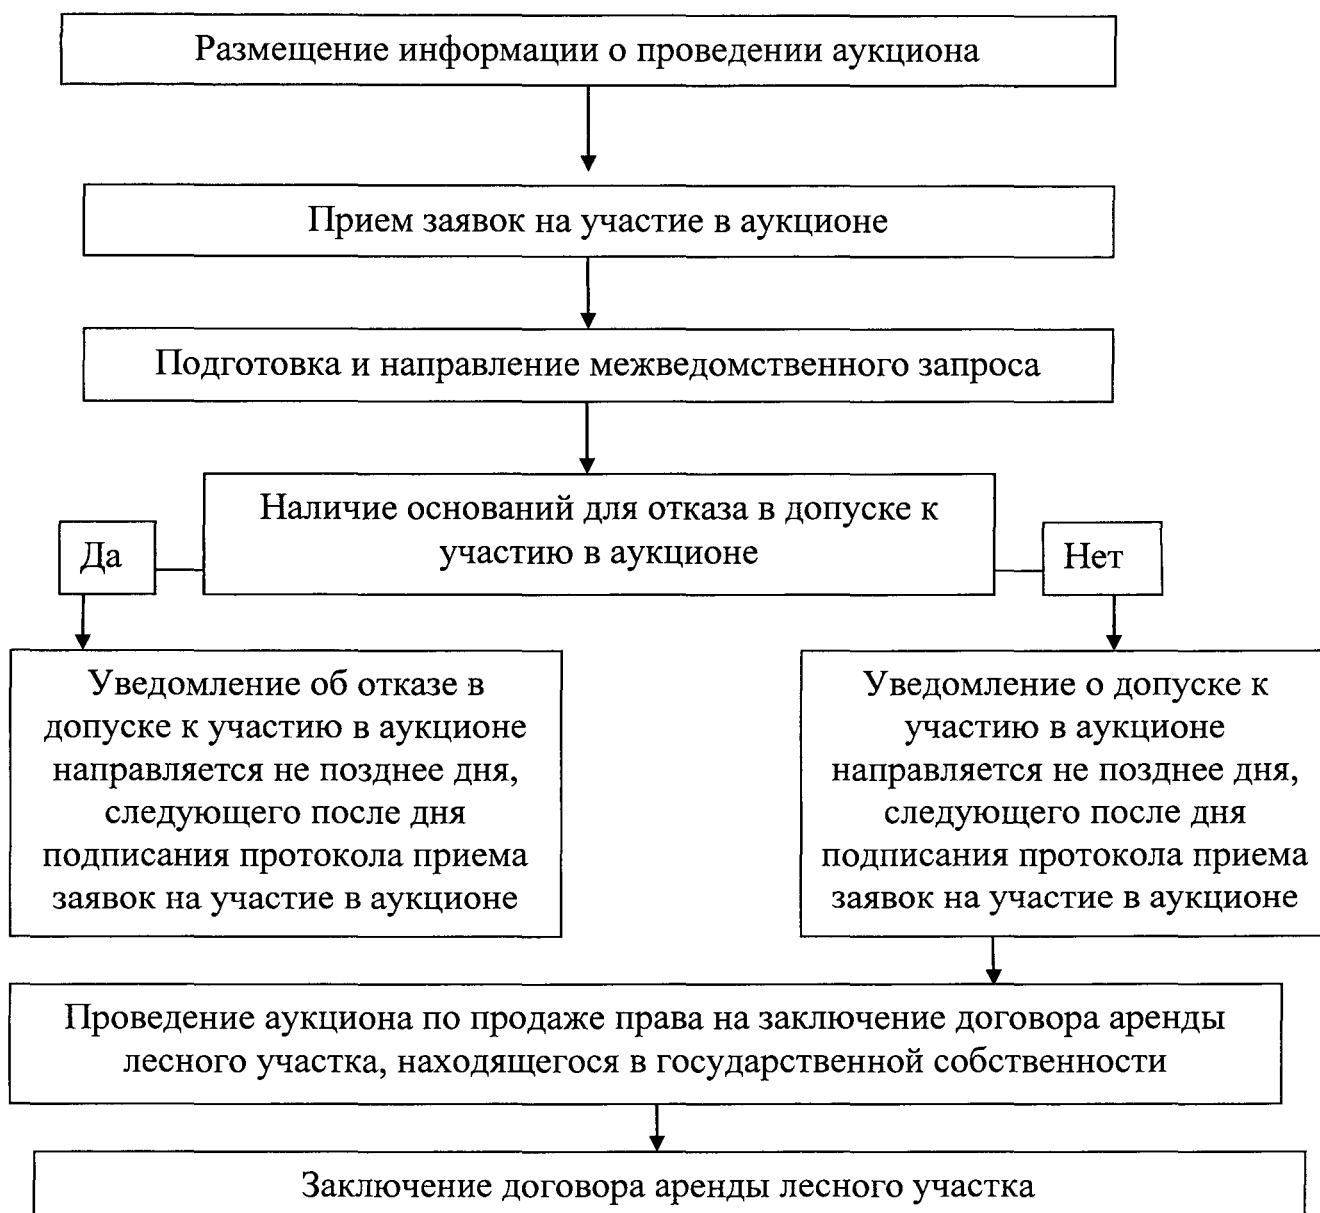 Размещение информации о проведении аукциона
Прием заявок на участие в аукционе
Подготовка и направление межведомственного запроса
Наличие оснований для отказа в допуске к
участию в аукционе
Да
Нет
Уведомление об отказе в
допуске к участию в аукционе
направляется не позднее дня,
следующего после дня
подписания протокола приема
заявок на участие в аукционе
Уведомление о допуске к
участию в аукционе
направляется не позднее дня,
следующего после дня
подписания протокола приема
заявок на участие в аукционе
Проведение аукциона по продаже права на заключение договора аренды
лесного участка, находящегося в государственной собственности
Заключение договора аренды лесного участка